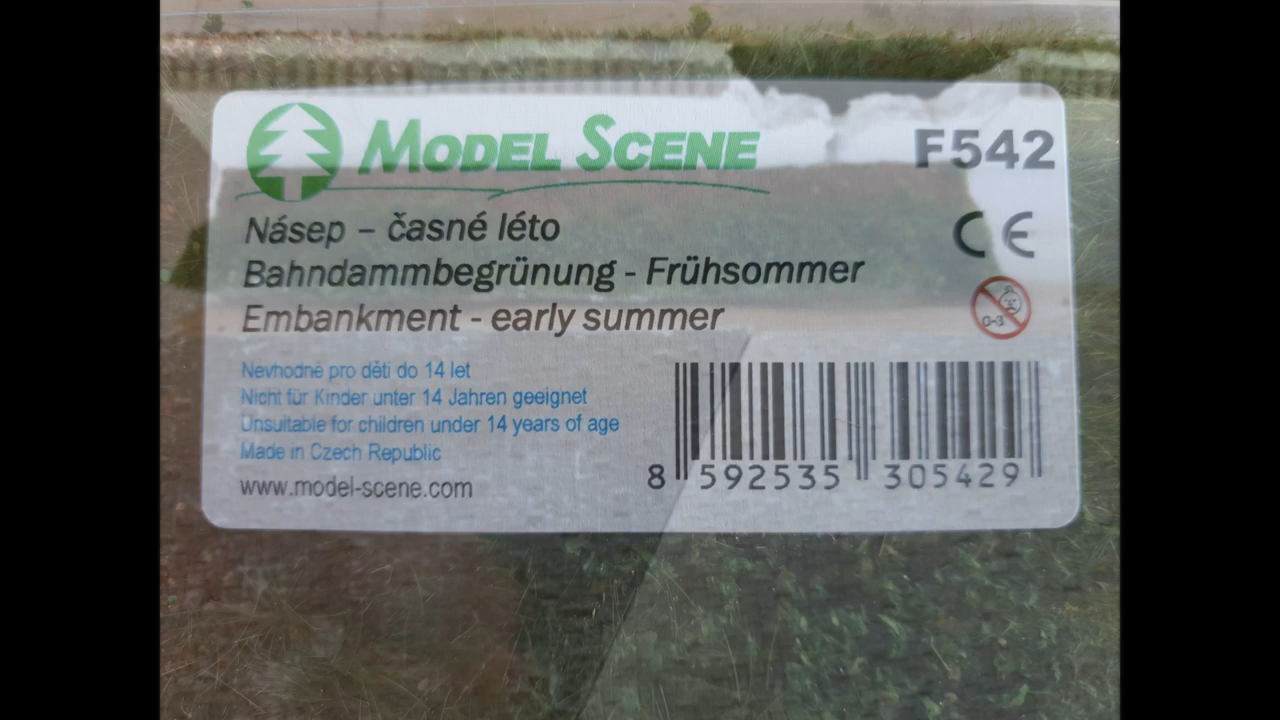 MODEL SCENE
F542
Násep – časné léto
Bahndammbegrünung - Frühsommer
Embankment - early summer
CE
0-3
Nevhodné pro děti do 14 let
Nicht für Kinder unter 14 Jahren geeignet
Unsuitable for children under 14 years of age
Made in Czech Republic
www.model-scene.com
8 592535 305429